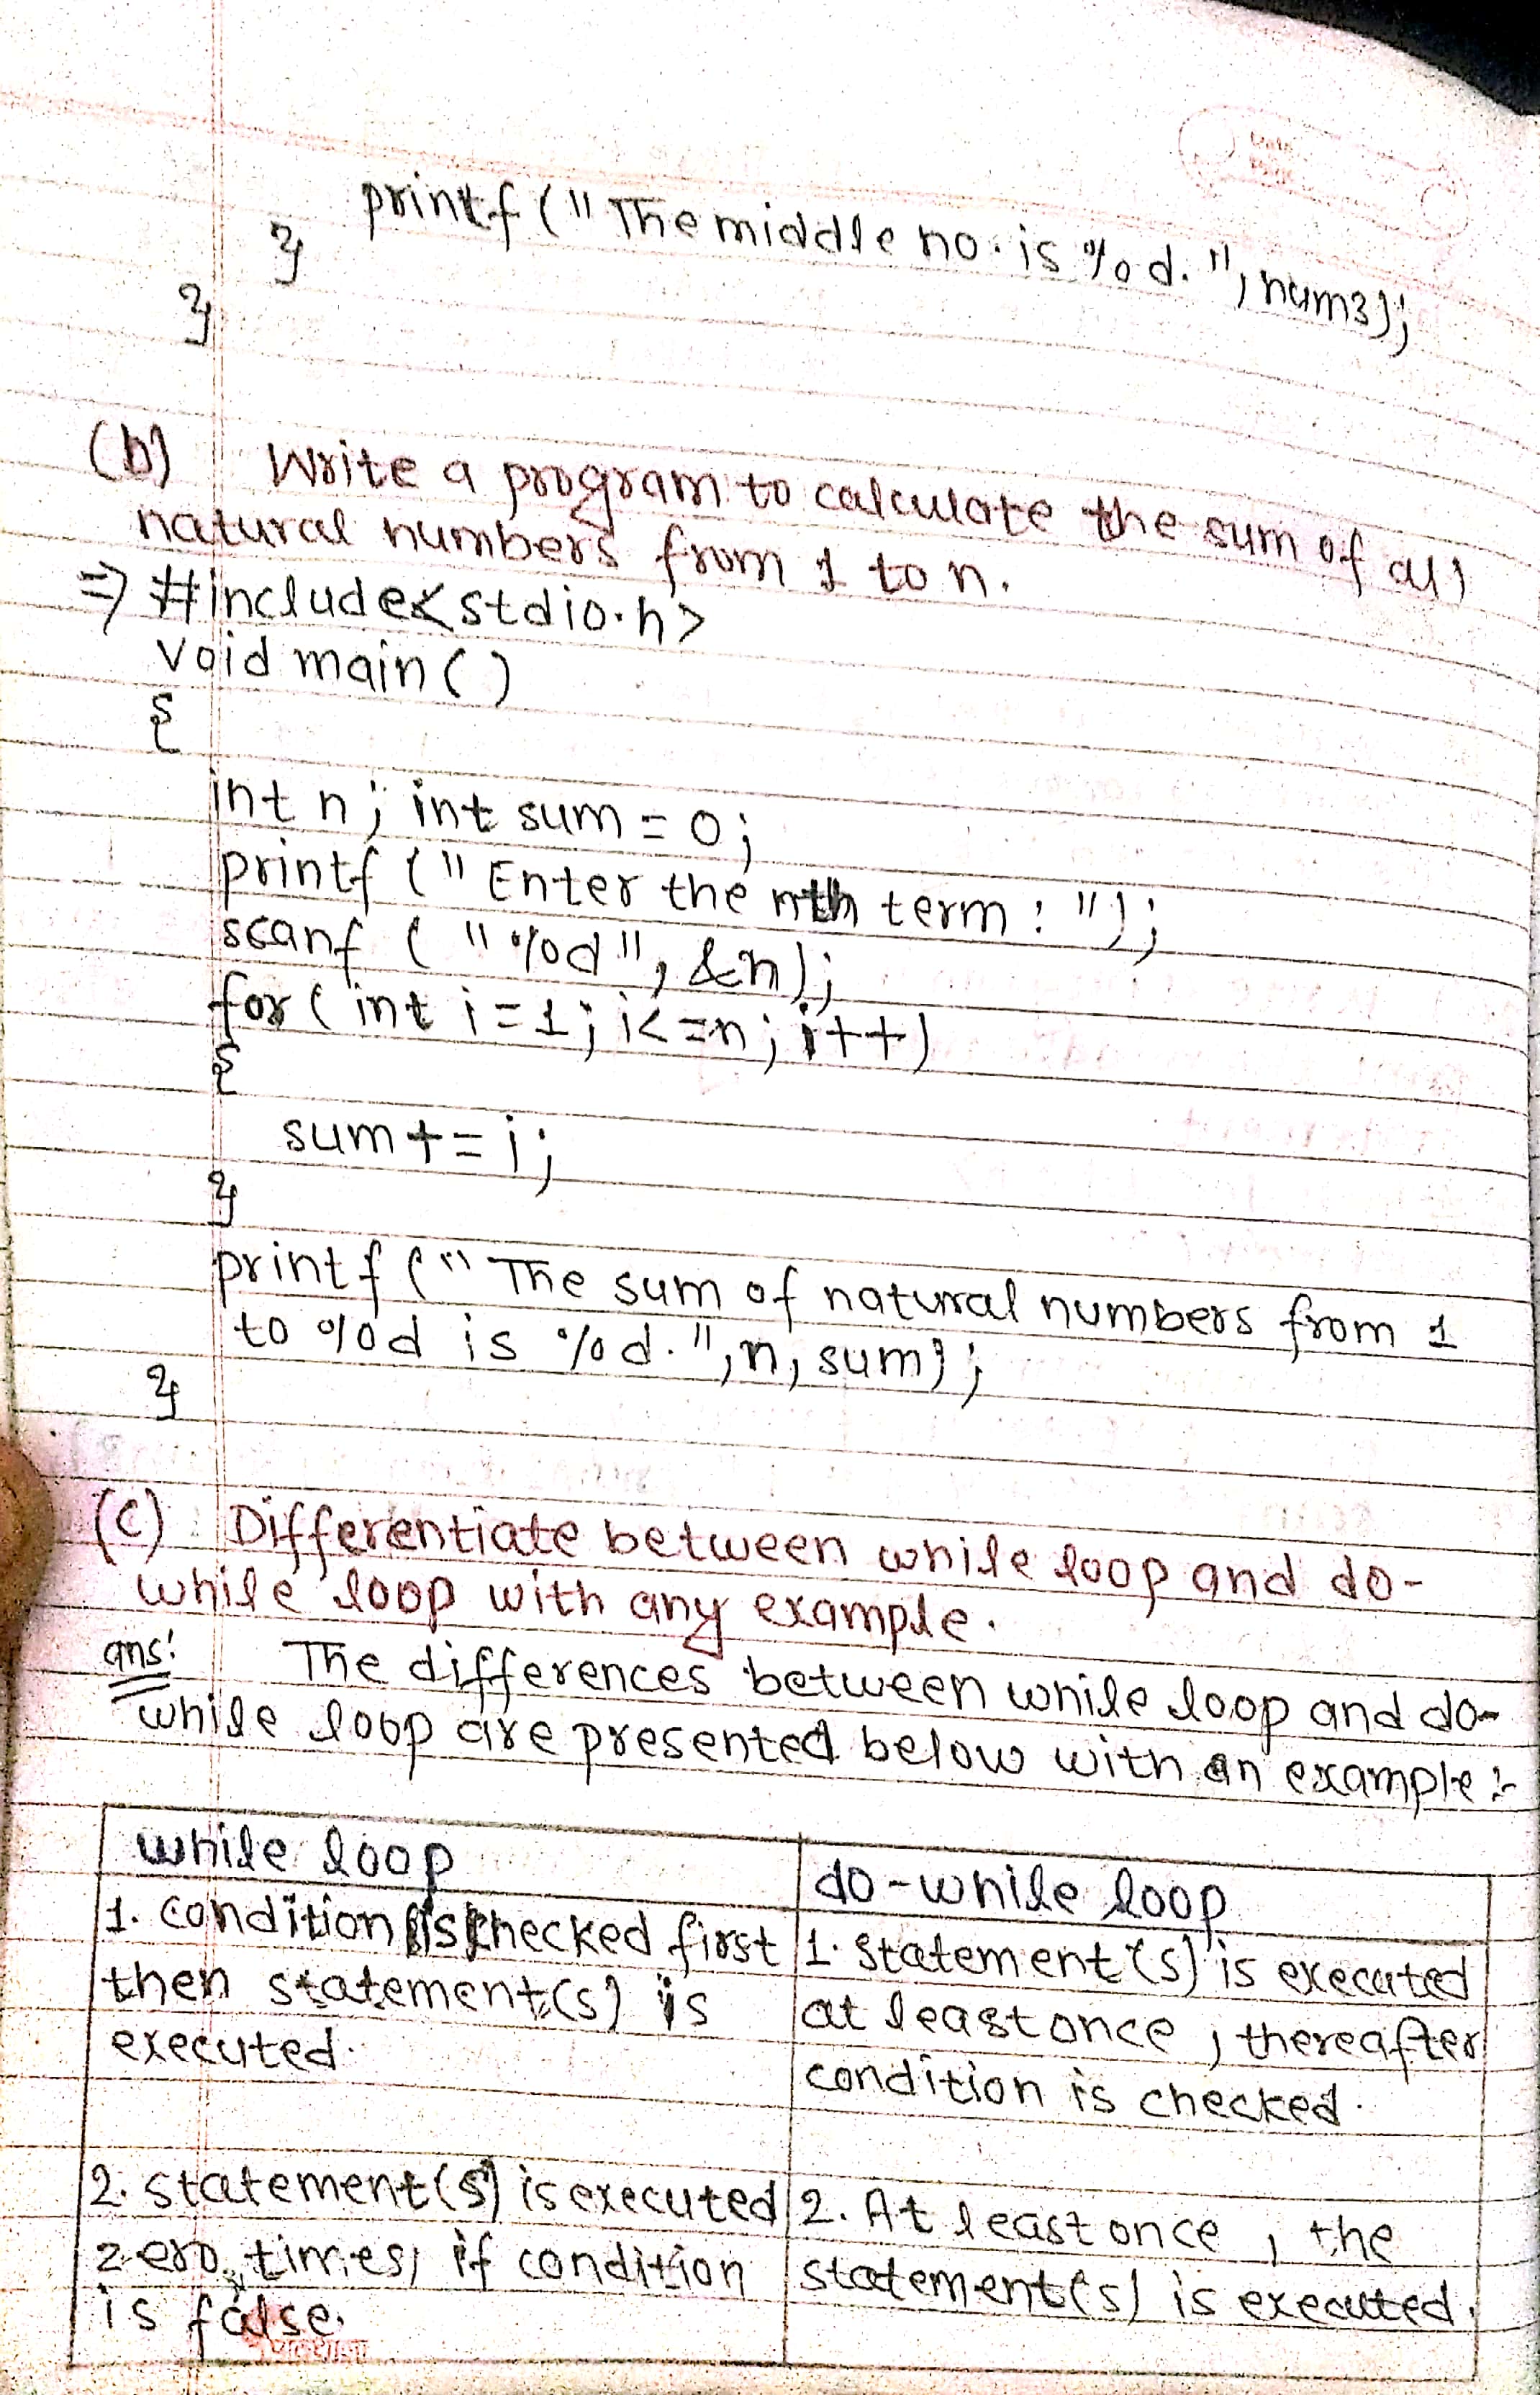 printf ("The middle no. is %d.", num3);
}
}
(b) Write a program to calculate the sum of all
natural numbers from 1 to n.
=> #include<stdio.h>
void main ( )
{
int n; int sum = 0;
printf (" Enter the nth term : ");
scanf ( "%d", &n);
for ( int i = 1; i<=n; i++)
{
sum += i;
}
printf (" The sum of natural numbers from 1
to %d is %d.", n, sum);
}
(c) Differentiate between while loop and do-
while loop with any example.
ans: The differences between while loop and do-
while loop are presented below with an example :-
while loop
1. condition is checked first
then statement(s) is
executed.
2. statement(s) is executed
zero times, if condition
is false.
do-while loop
1. statement(s) is executed
at least once, thereafter
condition is checked.
2. At least once, the
statement(s) is executed.